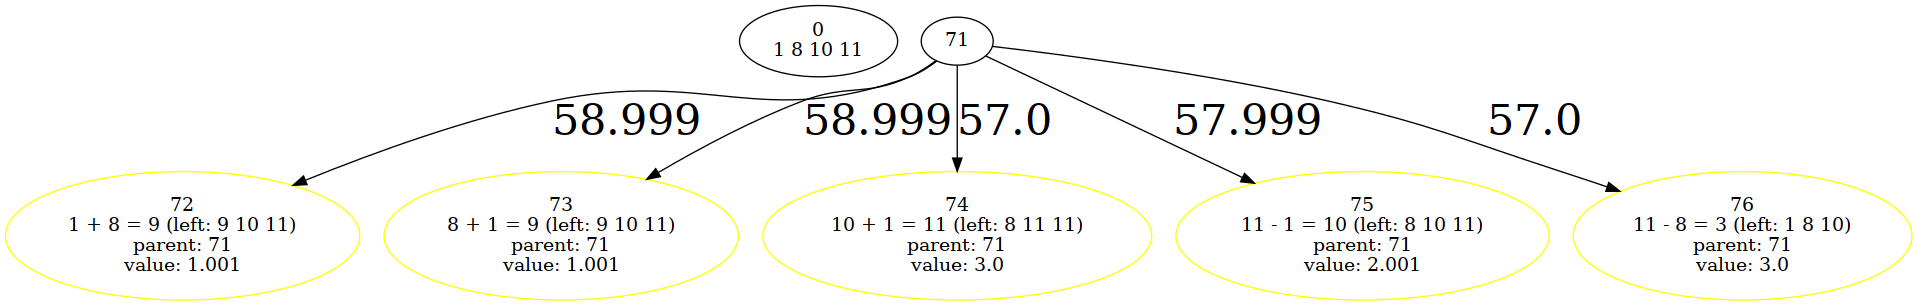 0
1 8 10 11
71
58.999
58.999
57.0
57.999
57.0
72
1 + 8 = 9 (left: 9 10 11)
parent: 71
value: 1.001
73
8 + 1 = 9 (left: 9 10 11)
parent: 71
value: 1.001
74
10 + 1 = 11 (left: 8 11 11)
parent: 71
value: 3.0
75
11 - 1 = 10 (left: 8 10 11)
parent: 71
value: 2.001
76
11 - 8 = 3 (left: 1 8 10)
parent: 71
value: 3.0